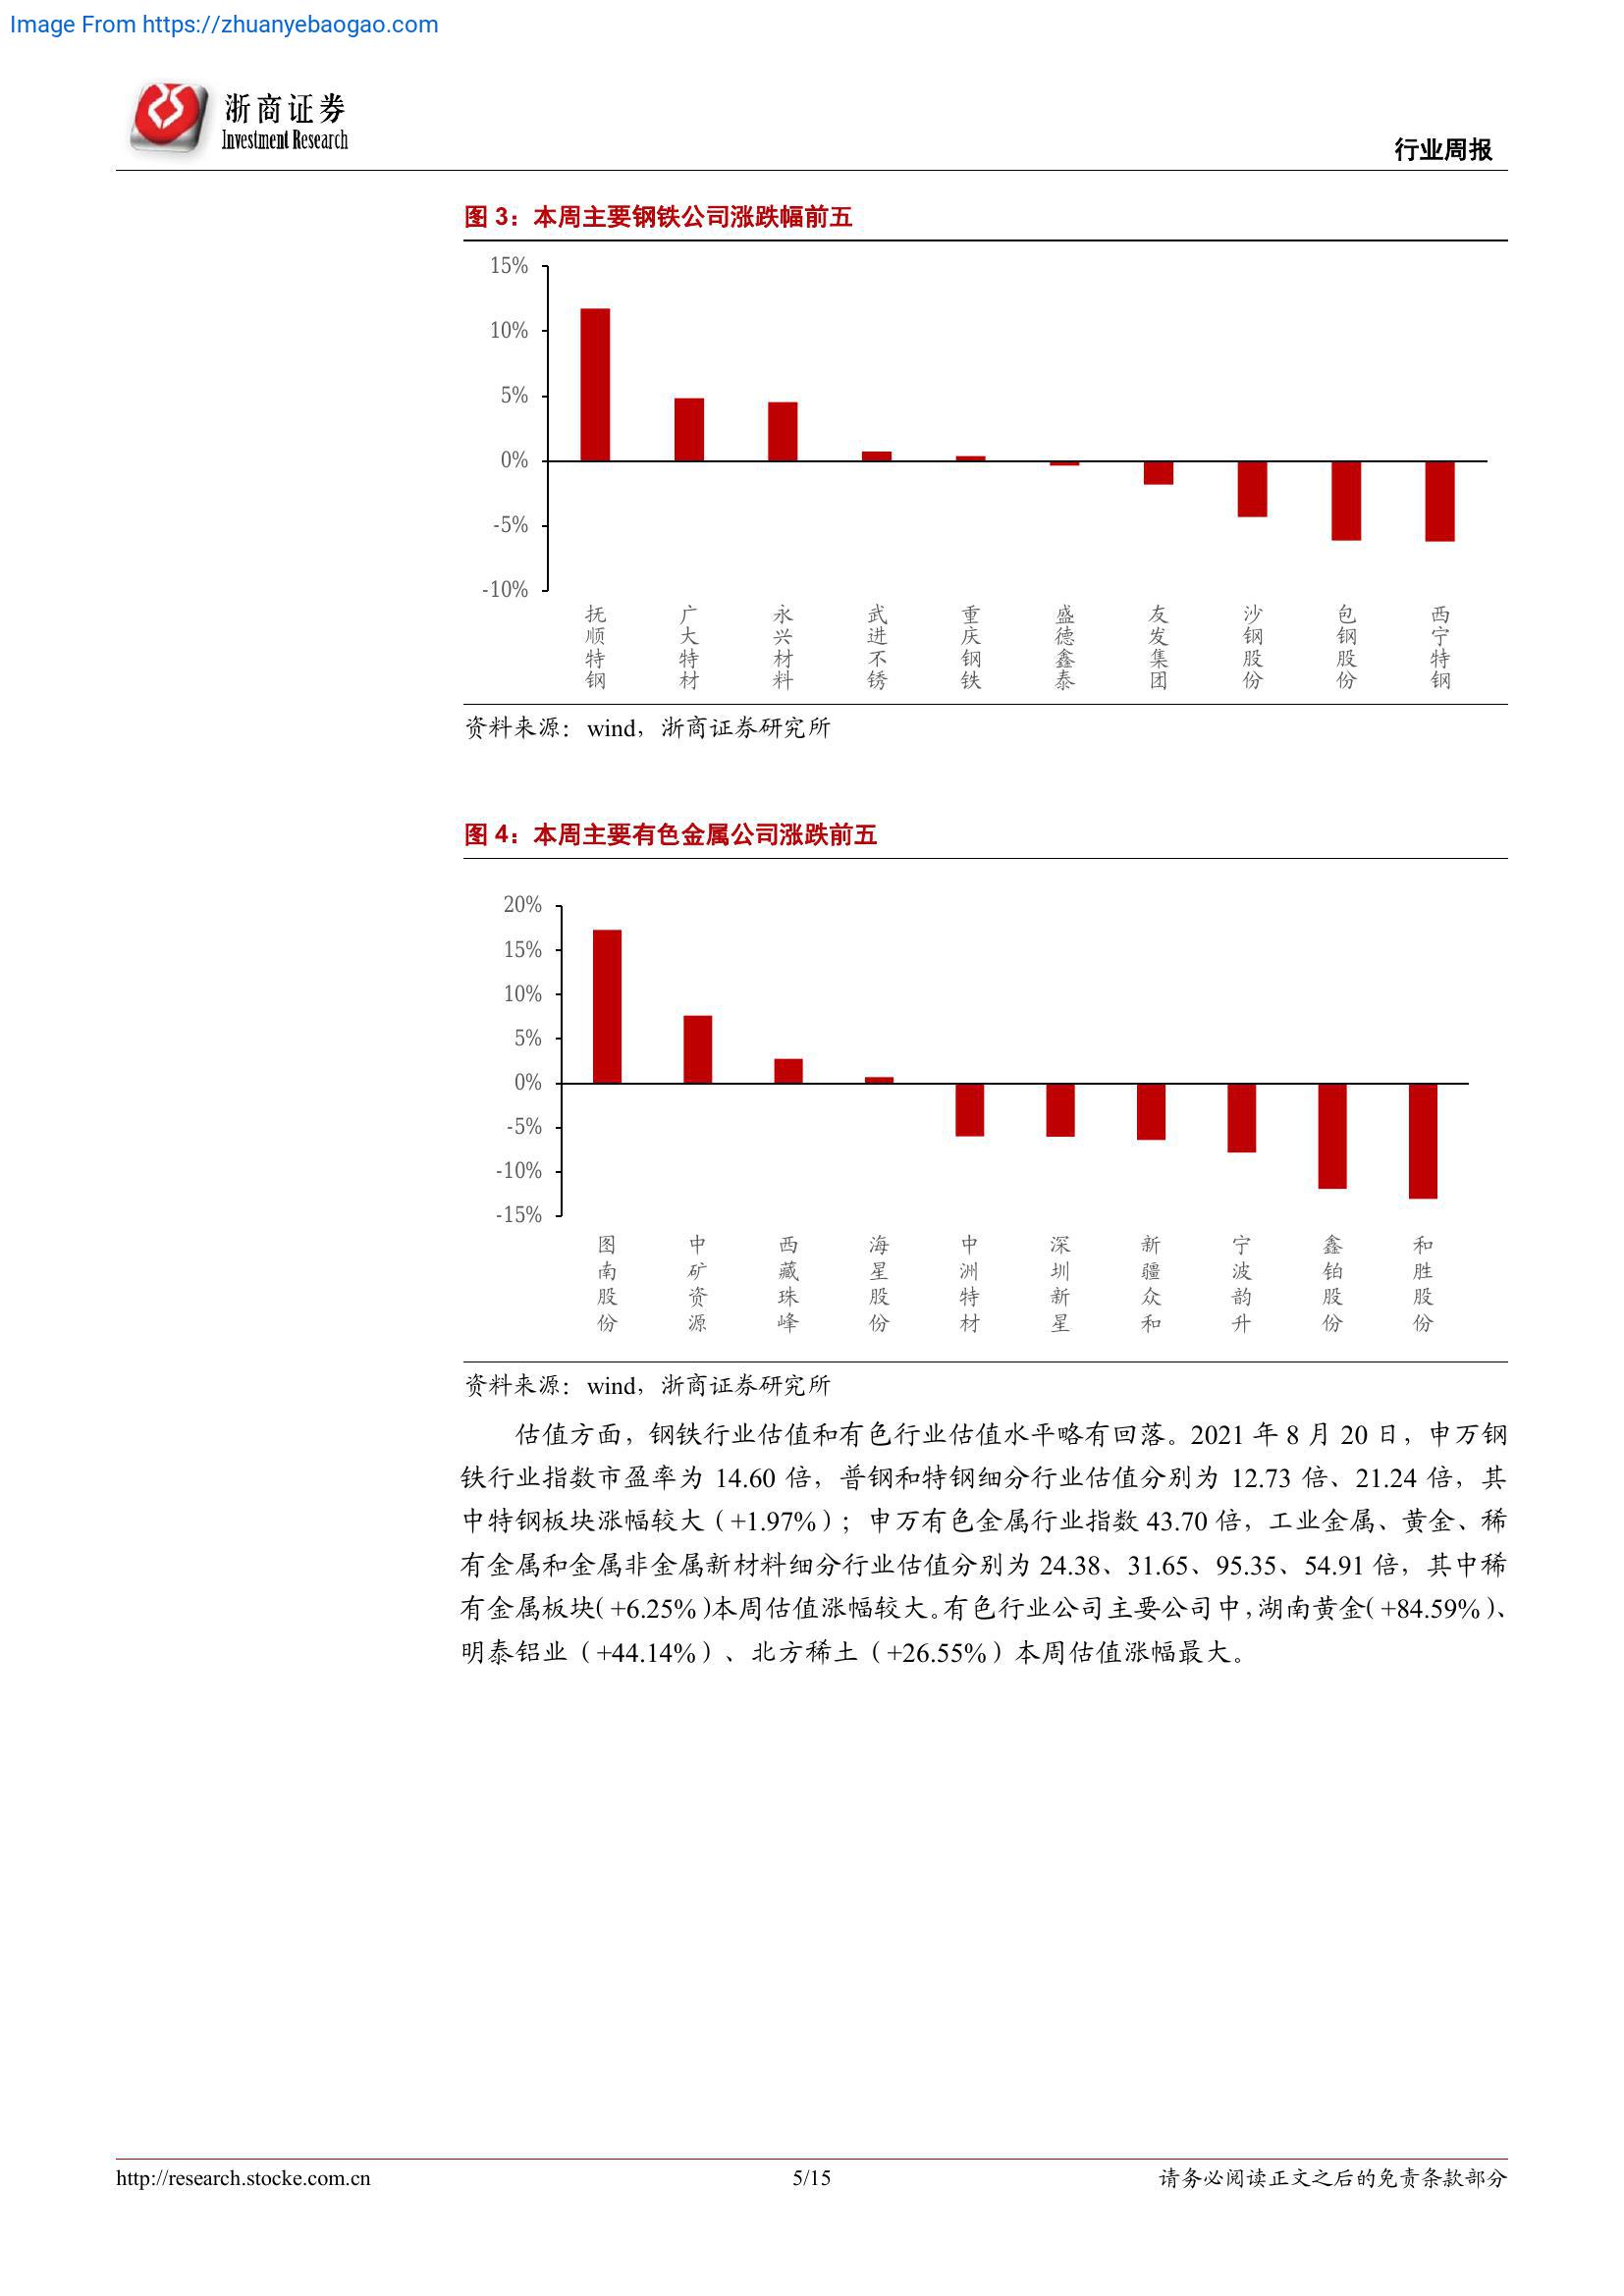 Image From https://zhuanyebaogao.com
浙商证券
Investment Research
行业周报
图 3：本周主要钢铁公司涨跌幅前五
15%
10%
5%
0%
-5%
-10%
抚顺特钢
广大特材
永兴材料
武进不锈
重庆钢铁
盛德鑫泰
友发集团
沙钢股份
包钢股份
西宁特钢
资料来源：wind，浙商证券研究所
图 4：本周主要有色金属公司涨跌前五
20%
15%
10%
5%
0%
-5%
-10%
-15%
图南股份
中矿资源
西藏珠峰
海星股份
中洲特材
深圳新星
新疆众和
宁波韵升
鑫铂股份
和胜股份
资料来源：wind，浙商证券研究所
估值方面，钢铁行业估值和有色行业估值水平略有回落。2021 年 8 月 20 日，申万钢
铁行业指数市盈率为 14.60 倍，普钢和特钢细分行业估值分别为 12.73 倍、21.24 倍，其
中特钢板块涨幅较大（+1.97%）；申万有色金属行业指数 43.70 倍，工业金属、黄金、稀
有金属和金属非金属新材料细分行业估值分别为 24.38、31.65、95.35、54.91 倍，其中稀
有金属板块（+6.25%）本周估值涨幅较大。有色行业公司主要公司中，湖南黄金（+84.59%）、
明泰铝业（+44.14%）、北方稀土（+26.55%）本周估值涨幅最大。
http://research.stocke.com.cn
5/15
请务必阅读正文之后的免责条款部分